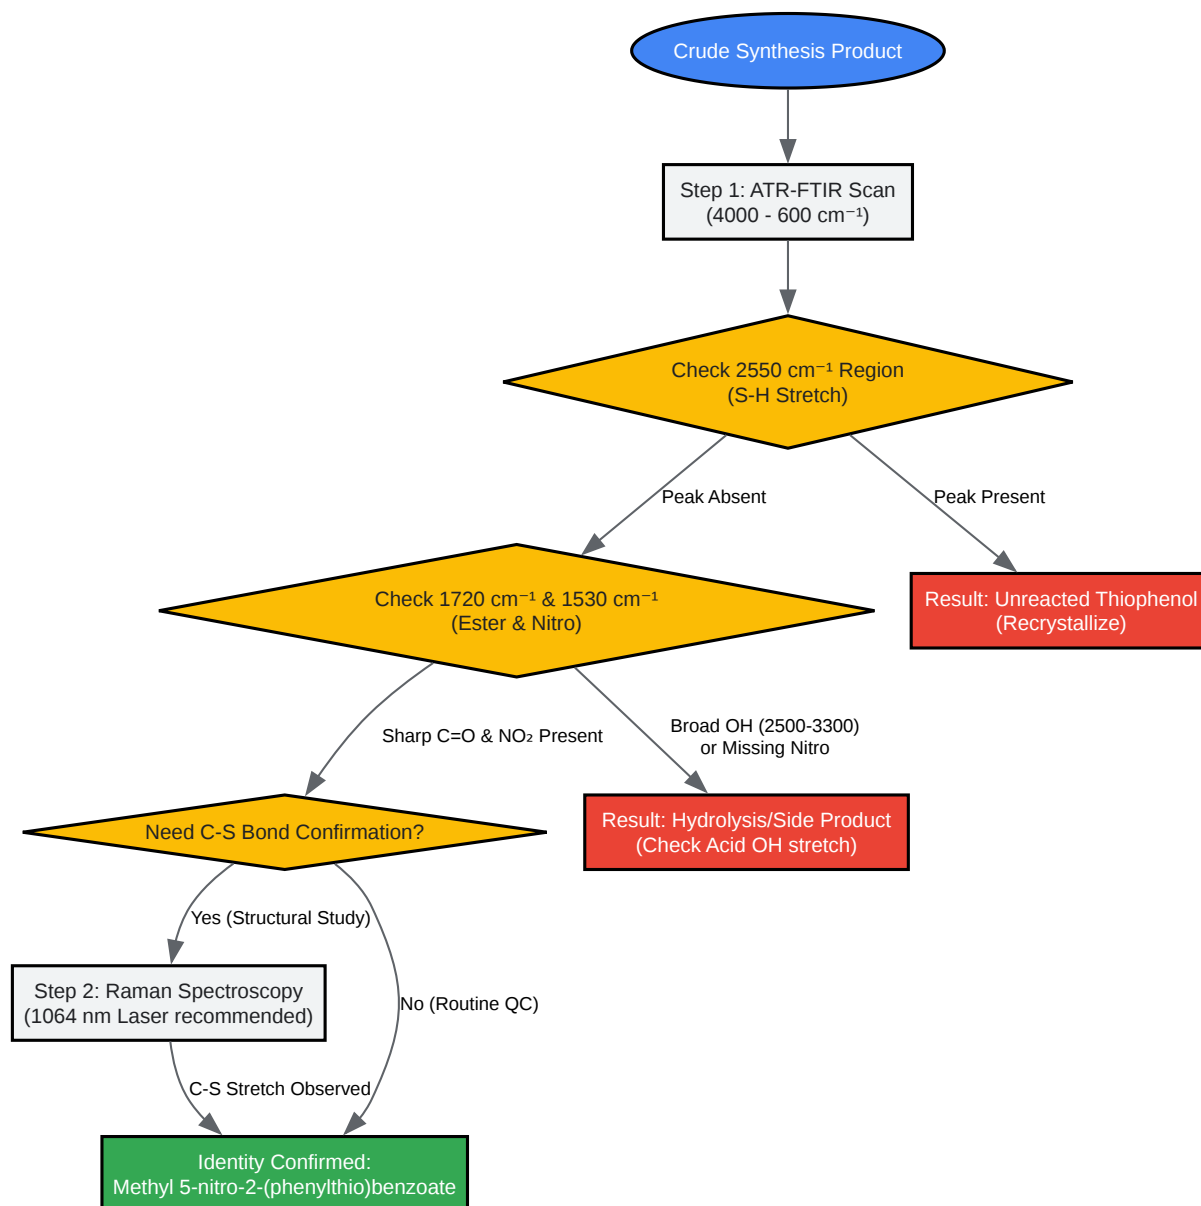 Crude Synthesis Product
Step 1: ATR-FTIR Scan
(4000 - 600 cm⁻¹)
Check 2550 cm⁻¹ Region
(S-H Stretch)
Peak Absent
Peak Present
Check 1720 cm⁻¹ & 1530 cm⁻¹
(Ester & Nitro)
Result: Unreacted Thiophenol
(Recrystallize)
Sharp C=O & NO₂ Present
Broad OH (2500-3300)
or Missing Nitro
Need C-S Bond Confirmation?
Result: Hydrolysis/Side Product
(Check Acid OH stretch)
Yes (Structural Study)
No (Routine QC)
Step 2: Raman Spectroscopy
(1064 nm Laser recommended)
C-S Stretch Observed
Identity Confirmed:
Methyl 5-nitro-2-(phenylthio)benzoate